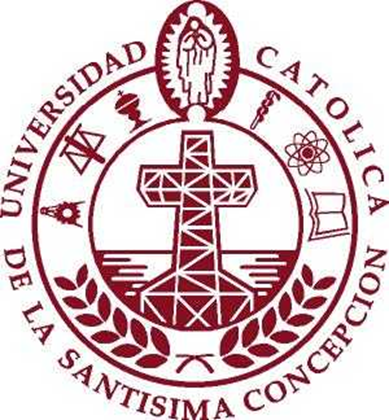 UNIVERSIDAD CATOLICA
DE LA SANTISIMA CONCEPCION